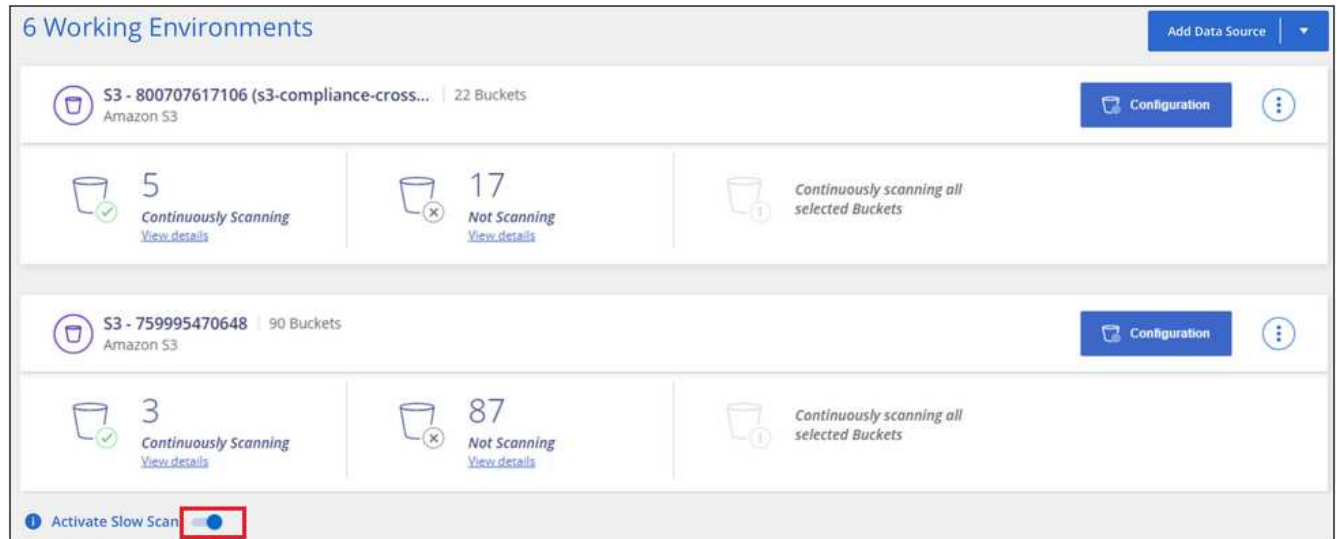 6 Working Environments
Add Data Source
S3 - 800707617106 (s3-compliance-cross... 22 Buckets
Amazon S3
Configuration
5
Continuously Scanning
View details
17
Not Scanning
View details
Continuously scanning all
selected Buckets
S3 - 759995470648 90 Buckets
Amazon S3
Configuration
3
Continuously Scanning
View details
87
Not Scanning
View details
Continuously scanning all
selected Buckets
Activate Slow Scan